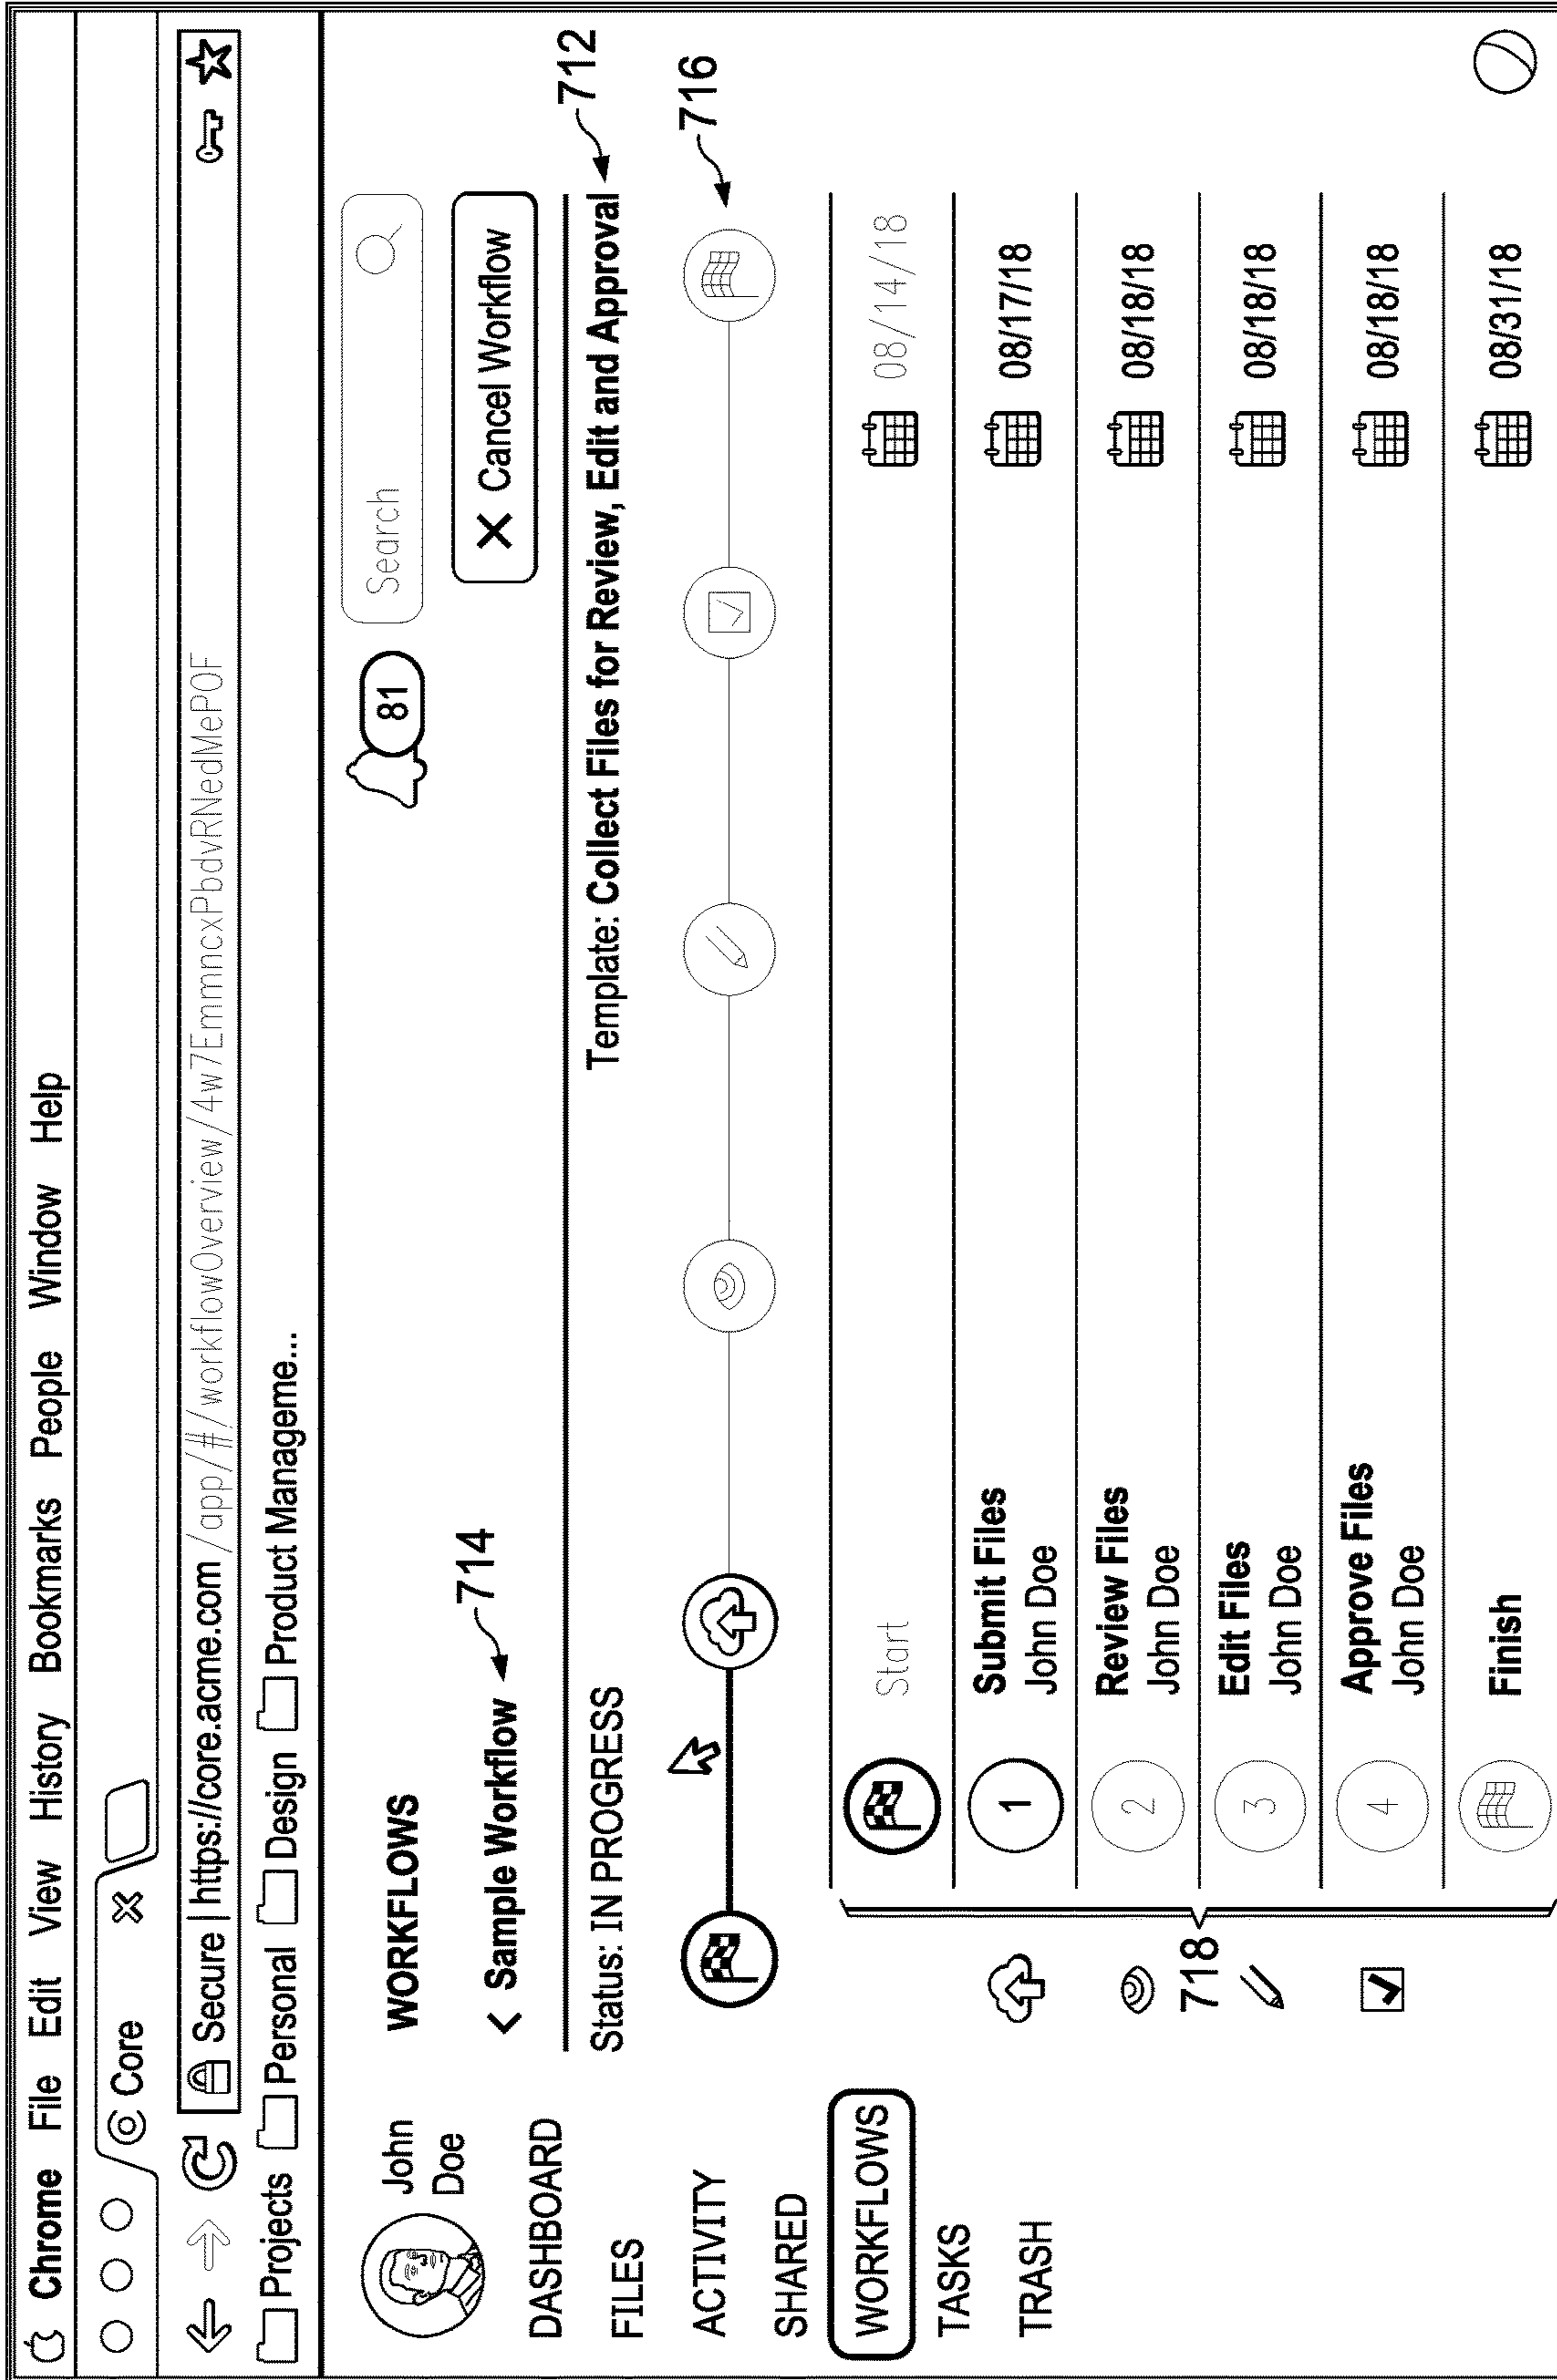 Chrome File Edit View History Bookmarks People Window Help
Core
Secure | https://core.acme.com/app/#/workflowOverview/4w7EmmncxPbdvRNedMePOF
Projects Personal Design Product Manageme...
John
Doe
WORKFLOWS
81
Search
Sample Workflow
714
Cancel Workflow
712
Status: IN PROGRESS
Template: Collect Files for Review, Edit and Approval
716
DASHBOARD
FILES
ACTIVITY
SHARED
WORKFLOWS
TASKS
TRASH
Start 08/14/18
1 Submit Files 08/17/18
John Doe
2 Review Files 08/18/18
John Doe
718
3 Edit Files 08/18/18
John Doe
4 Approve Files 08/18/18
John Doe
Finish 08/31/18